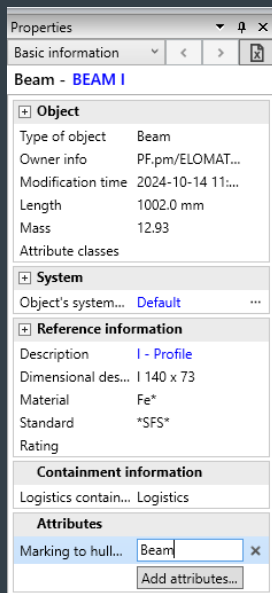 Properties
Basic information
Beam - BEAM I
Object
Type of object Beam
Owner info PF.pm/ELOMAT...
Modification time 2024-10-14 11:...
Length 1002.0 mm
Mass 12.93
Attribute classes
System
Object's system... Default ...
Reference information
Description I - Profile
Dimensional des... I 140 x 73
Material Fe*
Standard *SFS*
Rating
Containment information
Logistics contain... Logistics
Attributes
Marking to hull... Beam
Add attributes...